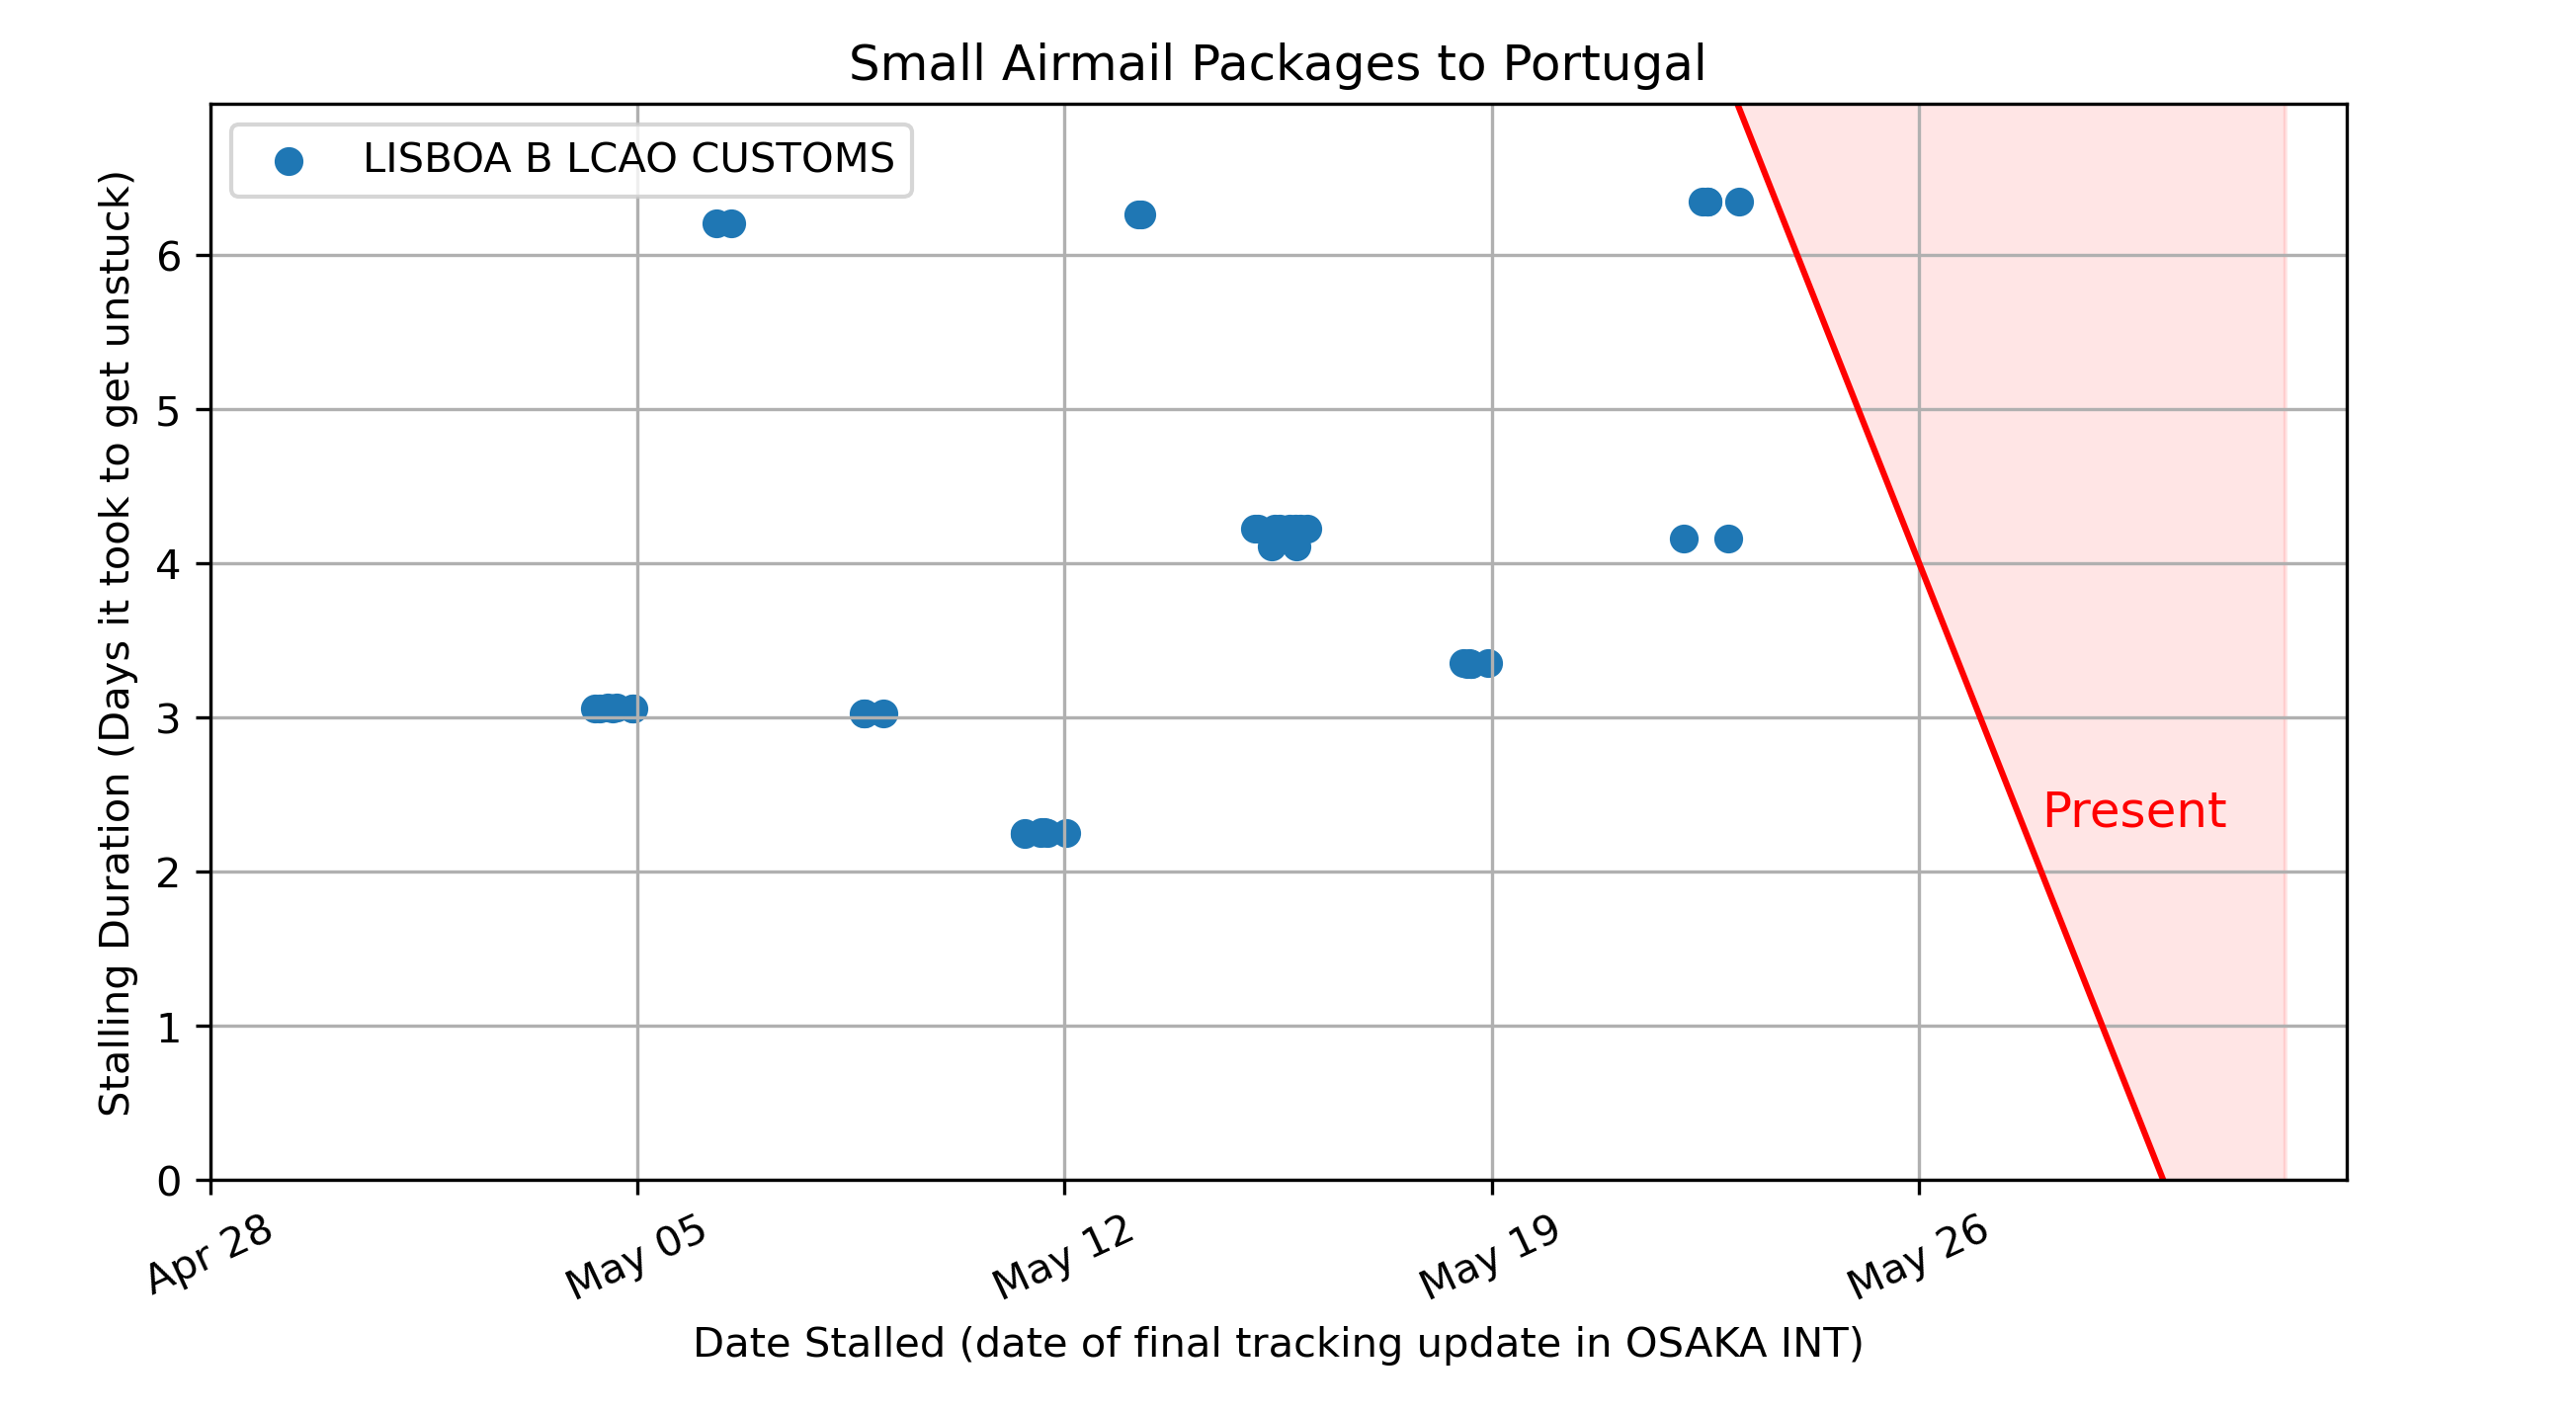 Small Airmail Packages to Portugal
LISBOA B LCAO CUSTOMS
Stalling Duration (Days it took to get unstuck)
6
5
4
3
2
1
0
Present
Apr 28
May 05
May 12
May 19
May 26
Date Stalled (date of final tracking update in OSAKA INT)